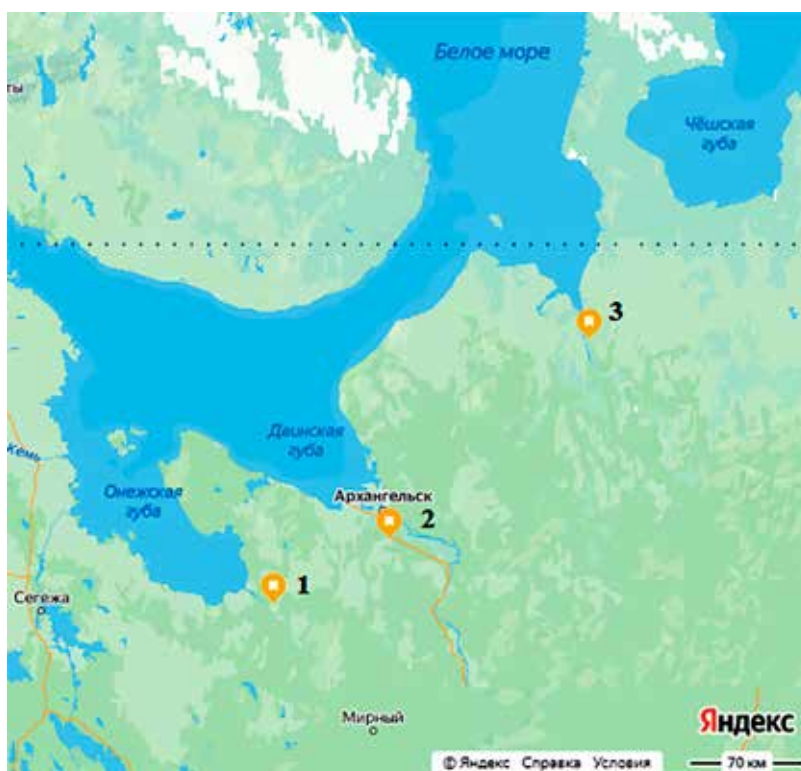 Белое море
ты
Чёшская
губа
3
Двинская
губа
Кемь
Онежская
губа
Архангельск
2
1
Сегежа
Мирный
Яндекс
© Яндекс Справка Условия
70 км